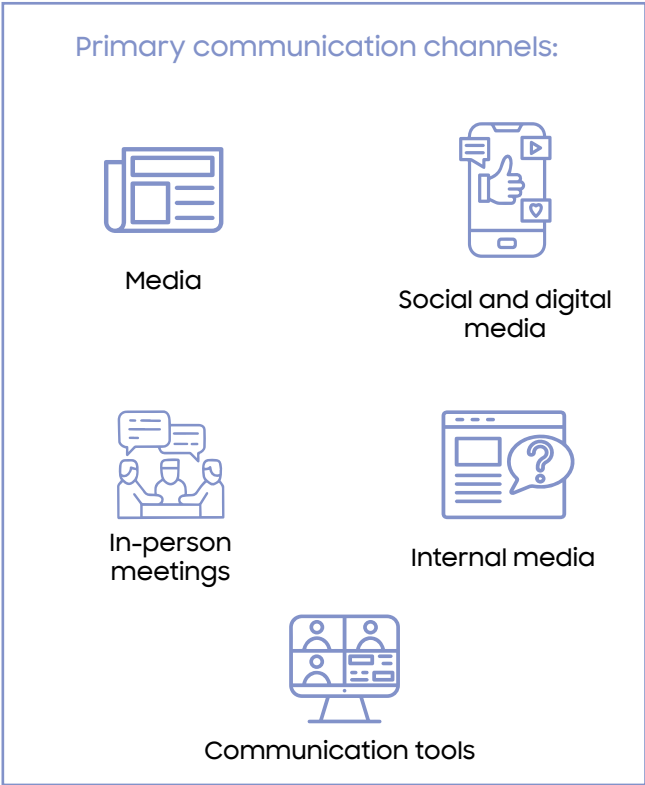 Primary communication channels:
Media
Social and digital
media
In-person
meetings
Internal media
Communication tools